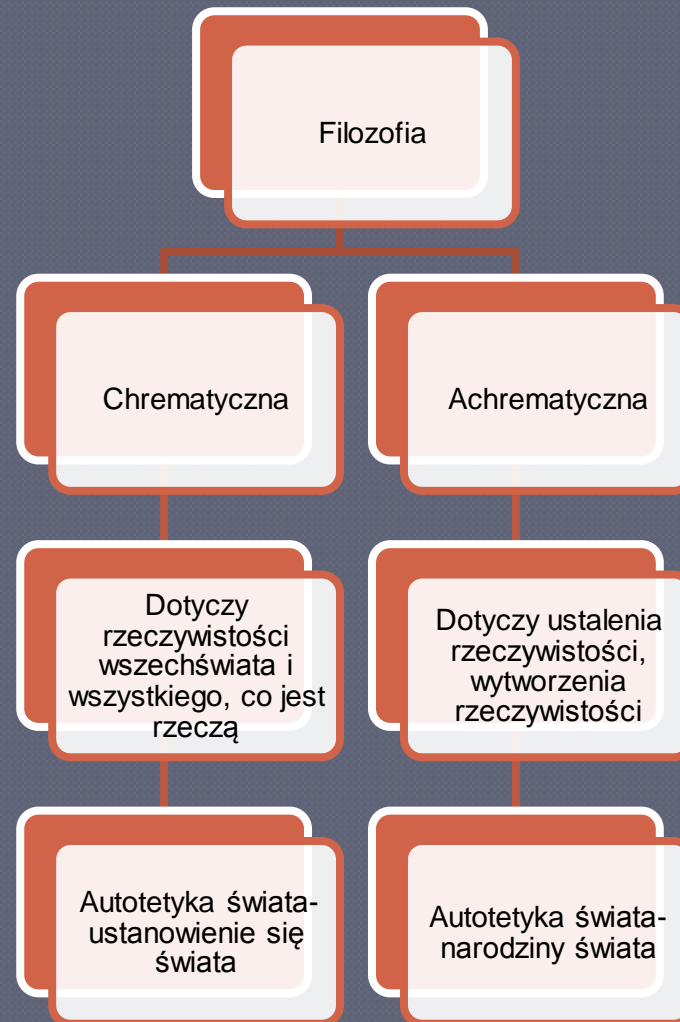 Filozofia
Chrematyczna
Achrematyczna
Dotyczy
rzeczywistości
wszechświata i
wszystkiego, co jest
rzeczą
Dotyczy ustalenia
rzeczywistości,
wytworzenia
rzeczywistości
Autotetyka świata-
ustanowienie się
świata
Autotetyka świata-
narodziny świata